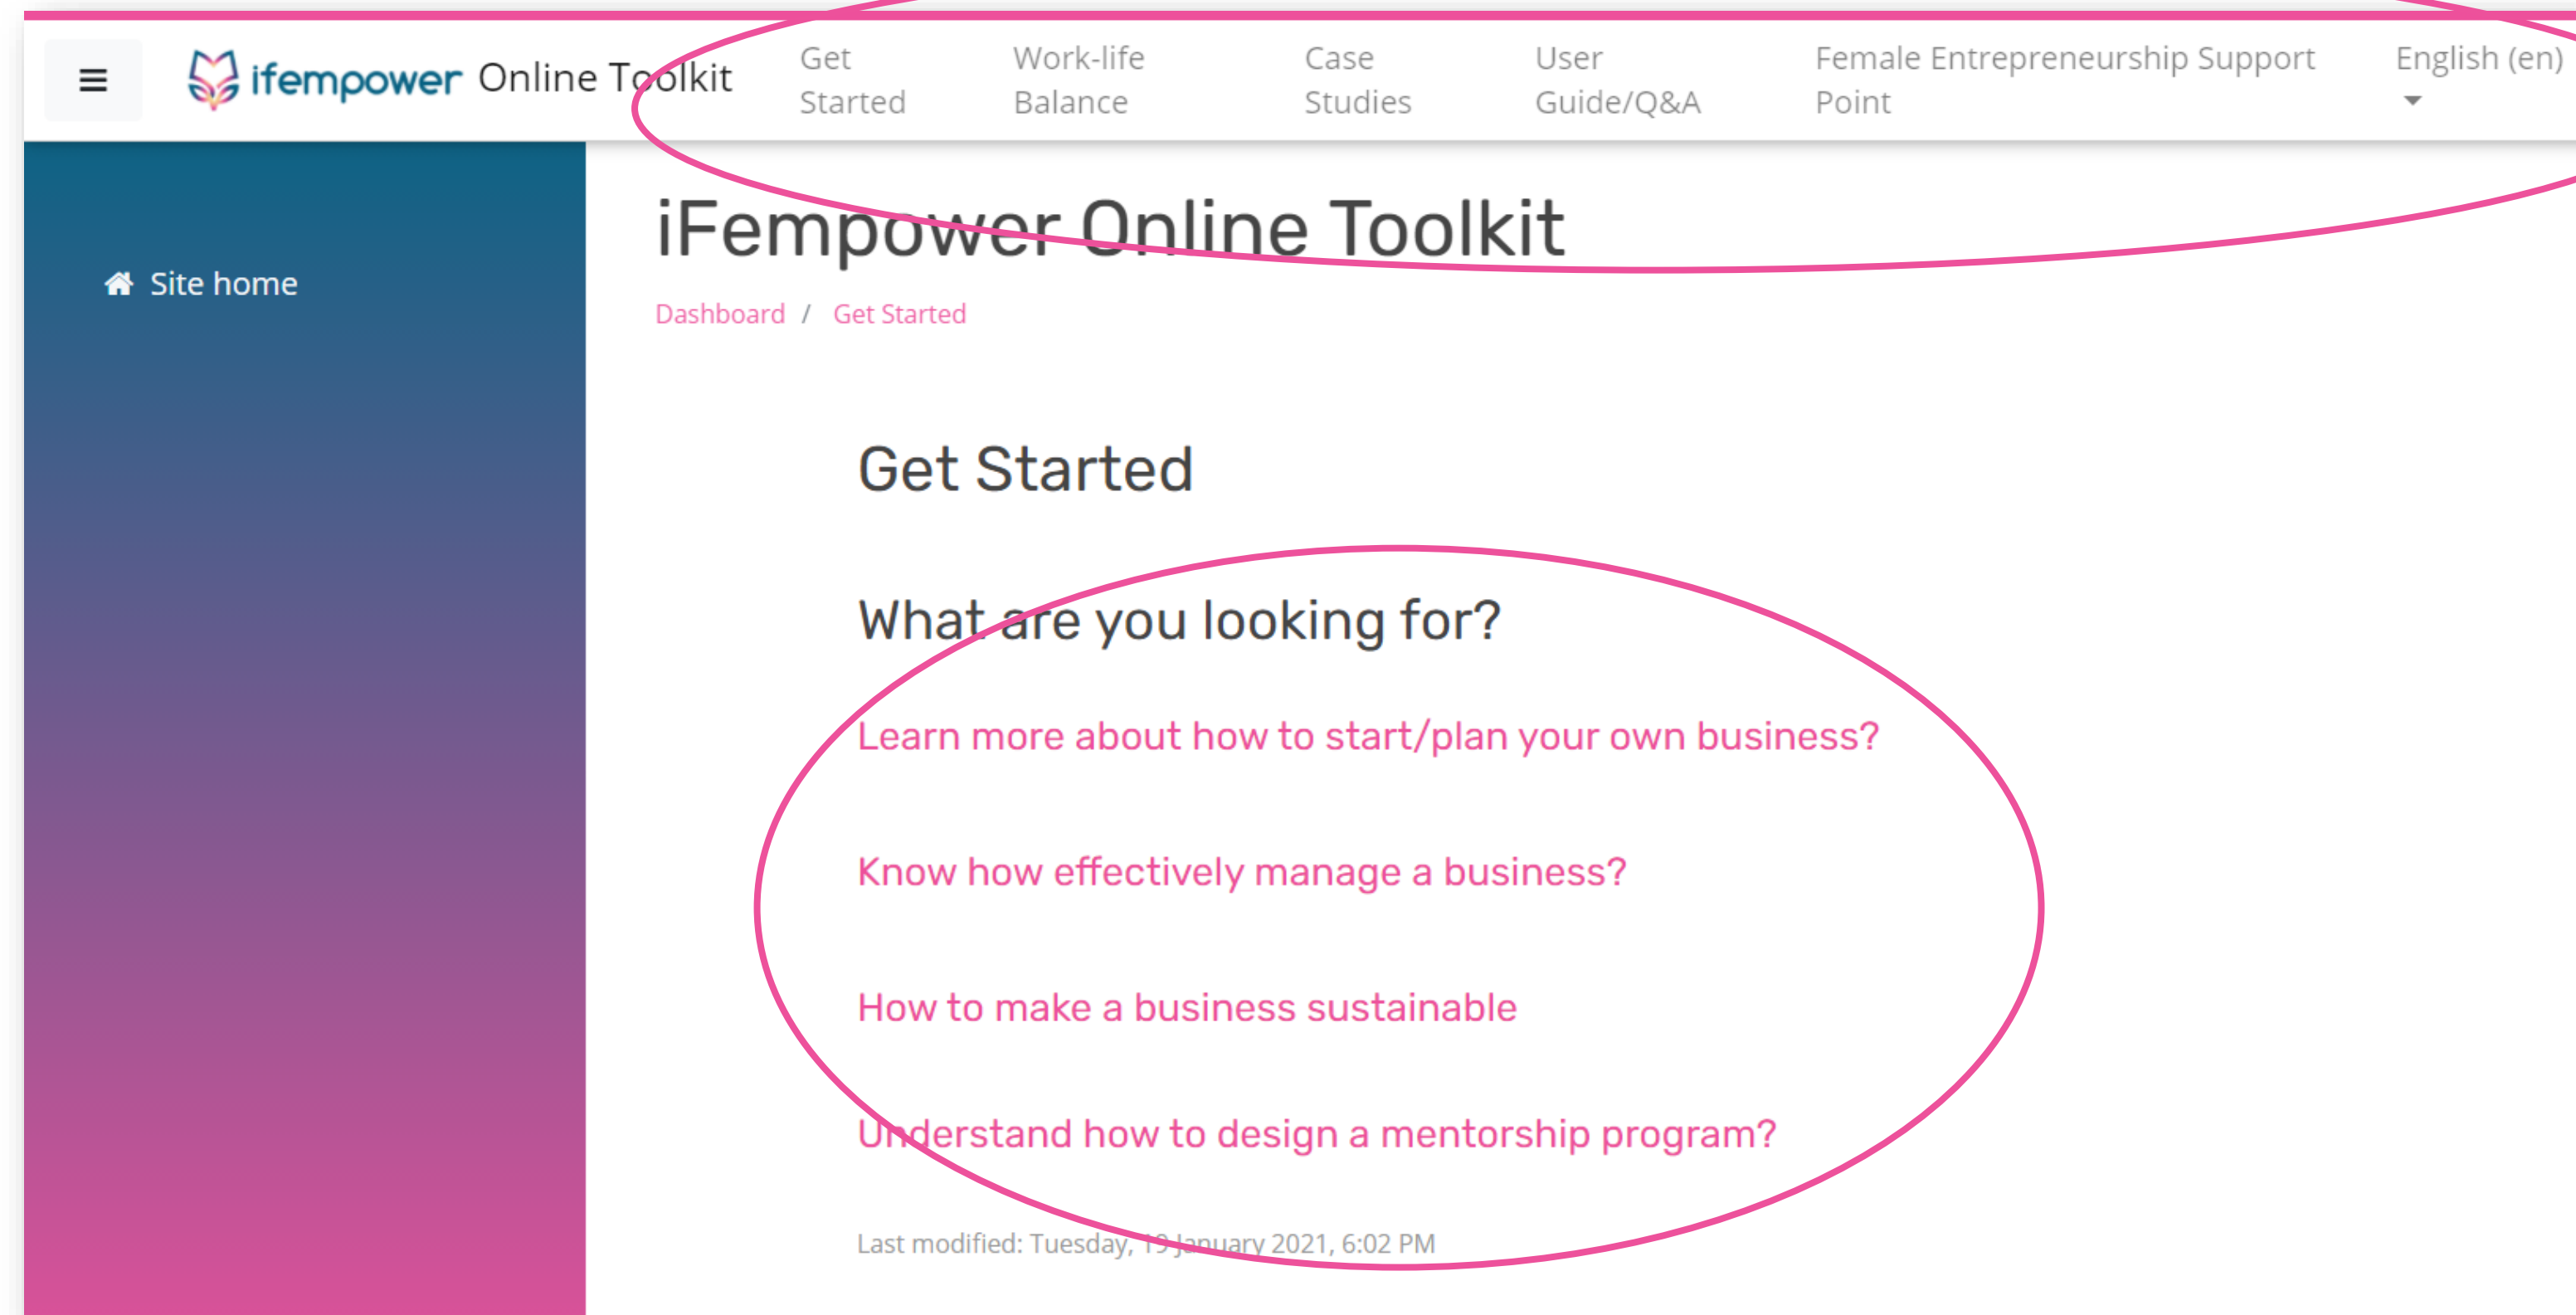 ifempower Online Toolkit
Get Started
Work-life Balance
Case Studies
User Guide/Q&A
Female Entrepreneurship Support Point
English (en)
Site home
iFempower Online Toolkit
Dashboard / Get Started
Get Started
What are you looking for?
Learn more about how to start/plan your own business?
Know how effectively manage a business?
How to make a business sustainable
Understand how to design a mentorship program?
Last modified: Tuesday, 19 January 2021, 6:02 PM